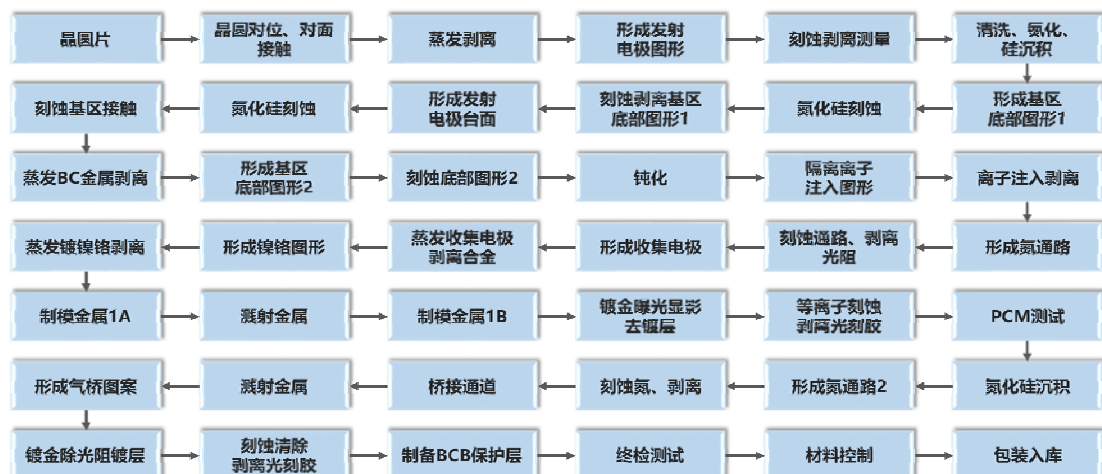 晶圆片
晶圆对位、对面
接触
蒸发剥离
形成发射
电极图形
刻蚀剥离测量
清洗、氮化、
硅沉积
刻蚀基区接触
氮化硅刻蚀
形成发射
电极台面
刻蚀剥离基区
底部图形1
氮化硅刻蚀
形成基区
底部图形1
蒸发BC金属剥离
形成基区
底部图形2
刻蚀底部图形2
钝化
隔离离子
注入图形
离子注入剥离
蒸发镀镍铬剥离
形成镍铬图形
蒸发收集电极
剥离合金
形成收集电极
刻蚀通路、剥离
光阻
形成氮通路
制模金属1A
溅射金属
制模金属1B
镀金曝光显影
去镀层
等离子刻蚀
剥离光刻胶
PCM测试
形成气桥图案
溅射金属
桥接通道
刻蚀氮、剥离
形成氮通路2
氮化硅沉积
镀金除光阻镀层
刻蚀清除
剥离光刻胶
制备BCB保护层
终检测试
材料控制
包装入库